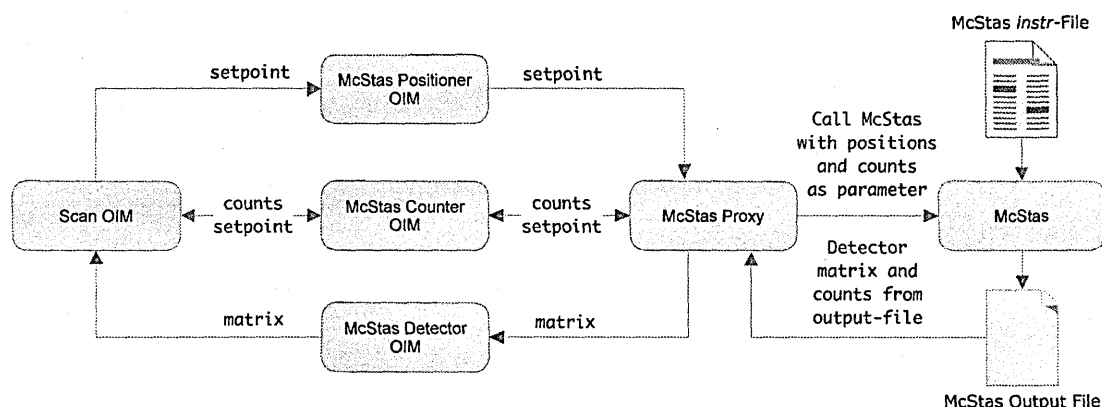 McStas instr-File
setpoint
McStas Positioner
OIM
setpoint
Call McStas
with positions
and counts
as parameter
Scan OIM
counts
setpoint
McStas Counter
OIM
counts
setpoint
McStas Proxy
McStas
Detector
matrix and
counts from
output-file
matrix
McStas Detector
OIM
matrix
McStas Output File